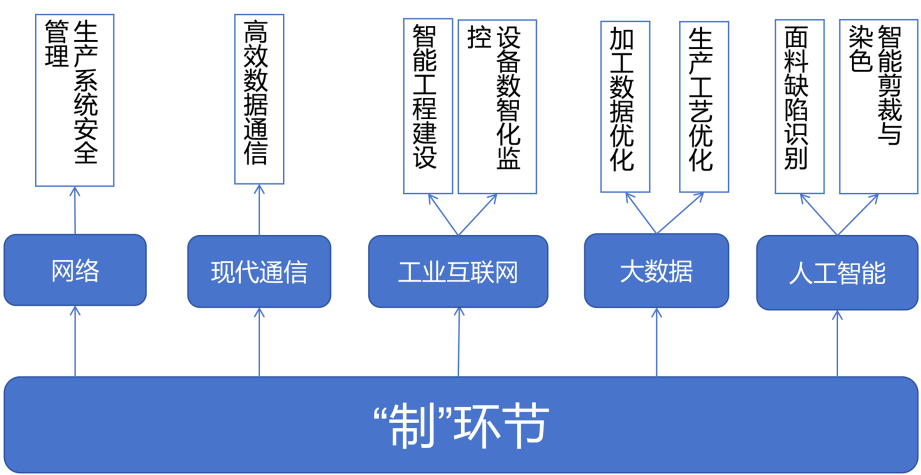 生产系统安全
管理
高效数据通信
智能工程建设
设备数智化监
控
加工数据优化
生产工艺优化
面料缺陷识别
智能剪裁与
染色
网络
现代通信
工业互联网
大数据
人工智能
“制”环节